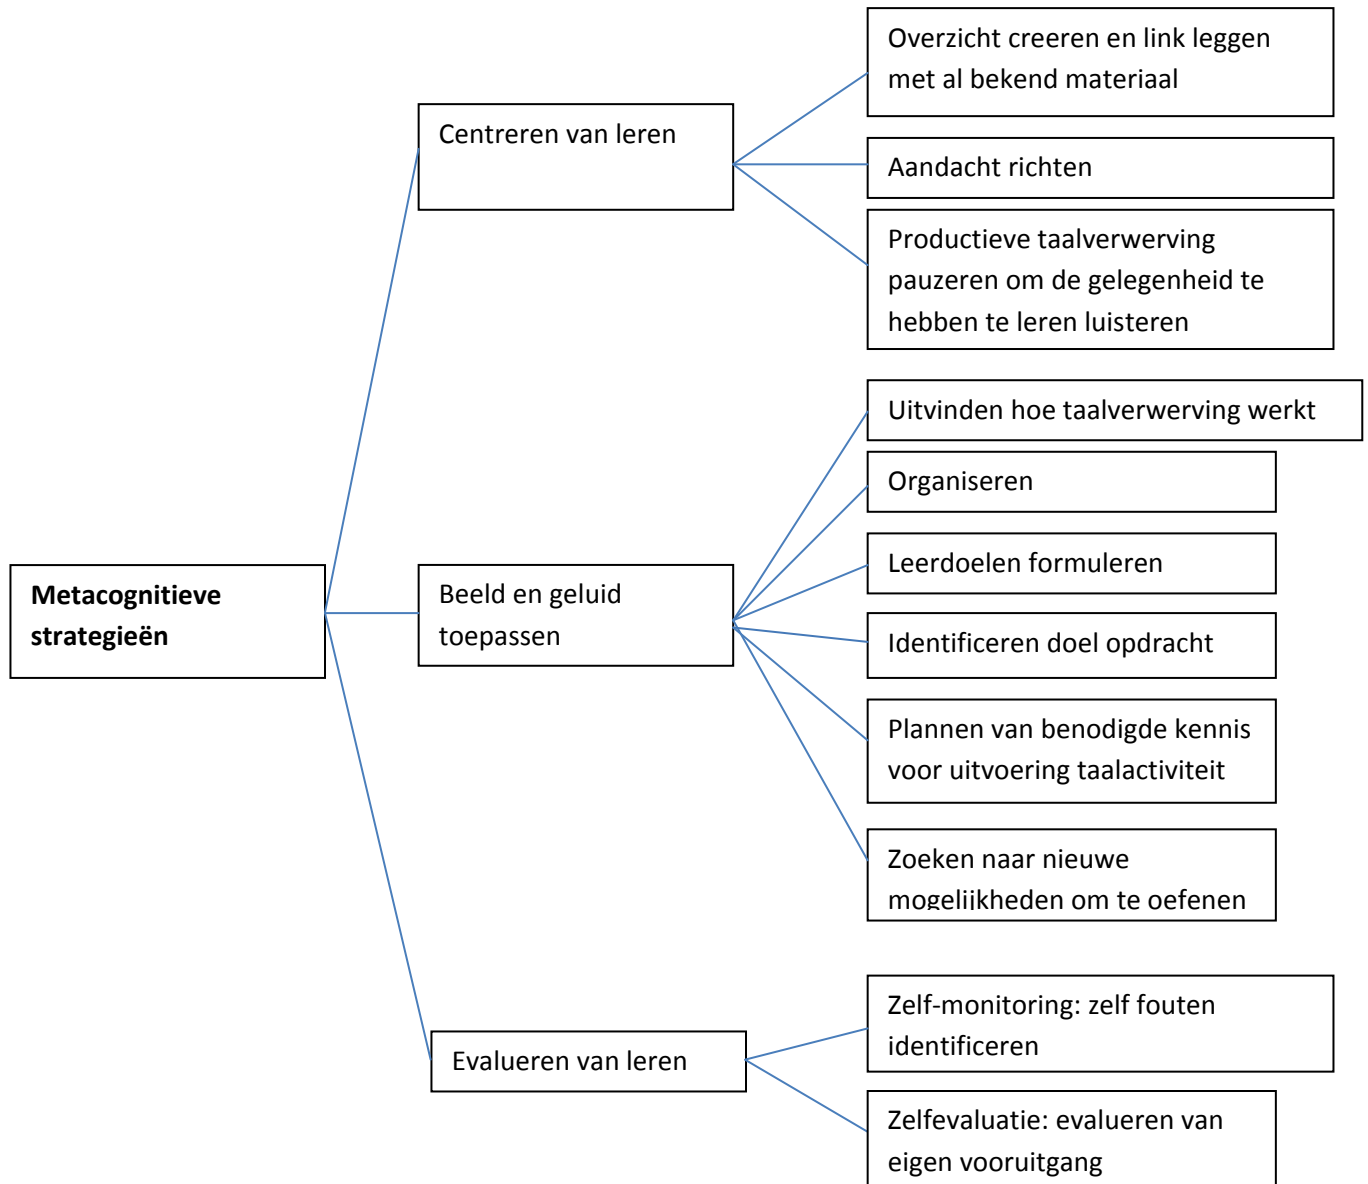 Metacognitieve
strategieën
Centreren van leren
Overzicht creeren en link leggen
met al bekend materiaal
Aandacht richten
Productieve taalverwerving
pauzeren om de gelegenheid te
hebben te leren luisteren
Beeld en geluid
toepassen
Uitvinden hoe taalverwerving werkt
Organiseren
Leerdoelen formuleren
Identificeren doel opdracht
Plannen van benodigde kennis
voor uitvoering taalactiviteit
Zoeken naar nieuwe
mogelijkheden om te oefenen
Evalueren van leren
Zelf-monitoring: zelf fouten
identificeren
Zelfevaluatie: evalueren van
eigen vooruitgang